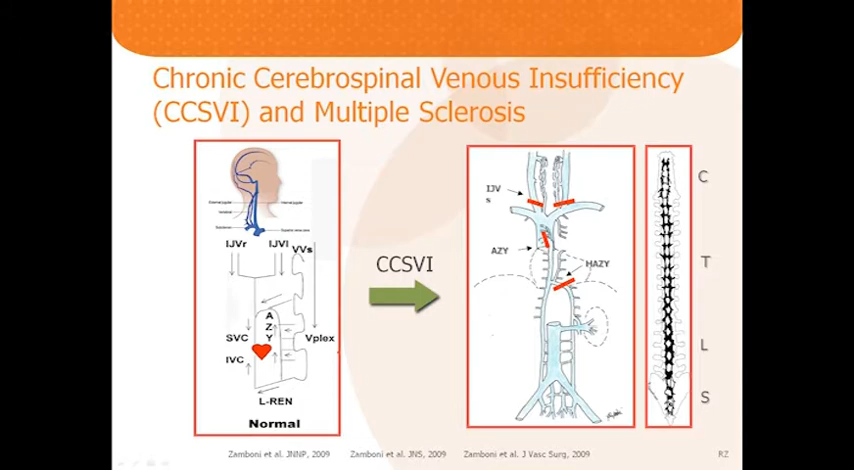 Chronic Cerebrospinal Venous Insufficiency
(CCSVI) and Multiple Sclerosis
IJVr
IJVl
VVs
A
Z
Y
SVC
IVC
Vplex
L-REN
Normal
CCSVI
IJV
s
AZY
HAZY
C
T
L
S
Zamboni et al. JNNP, 2009
Zamboni et al. JNS, 2009
Zamboni et al. J Vasc Surg, 2009
RZ